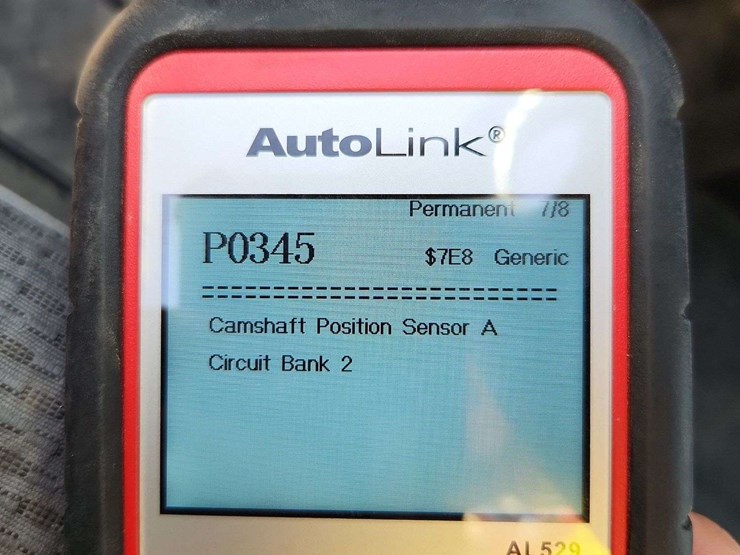 AutoLink®
Permanent 7/8
P0345
$7E8 Generic
Camshaft Position Sensor A
Circuit Bank 2
AL529